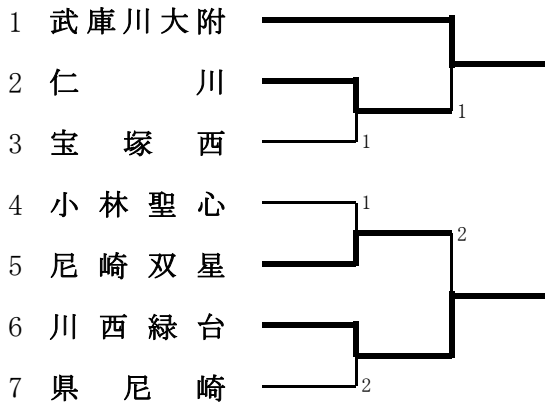 1 武庫川大附
2 仁川
1
3 宝塚西 1
4 小林聖心 1
2
5 尼崎双星
6 川西緑台
7 県尼崎 2